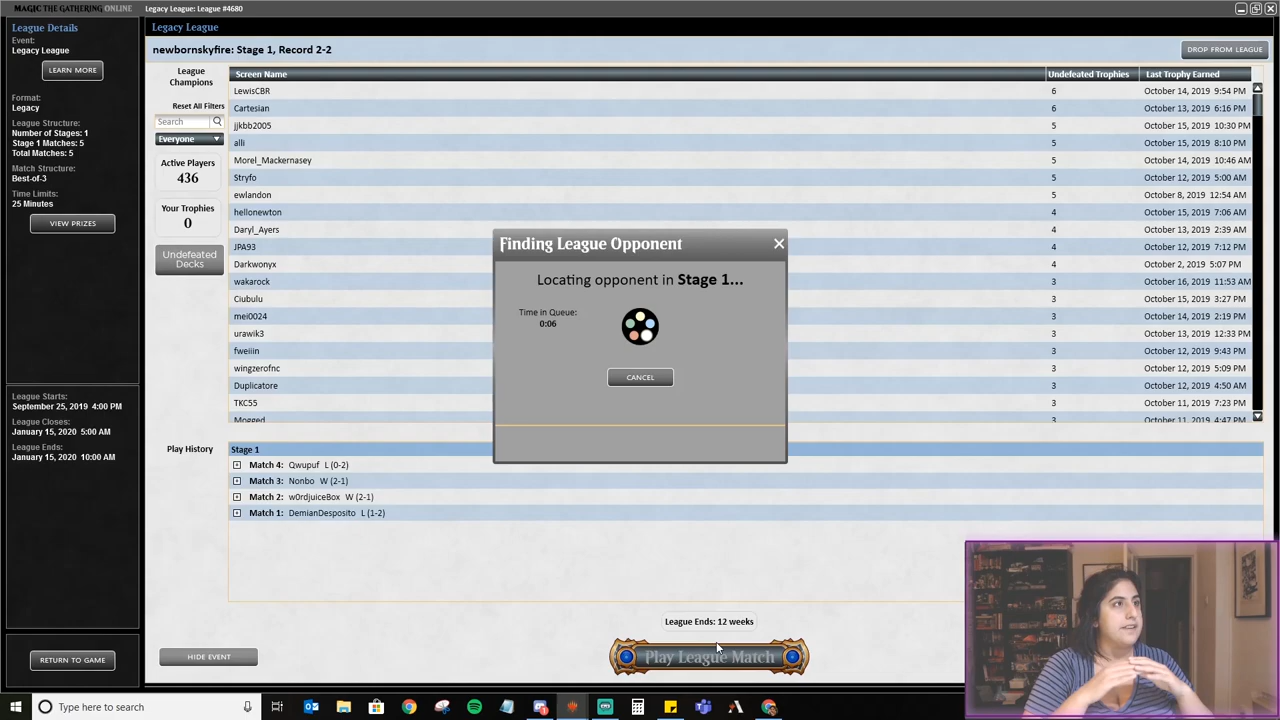 MAGIC THE GATHERING ONLINE Legacy League: League #4680
League Details
Event:
Legacy League
LEARN MORE
Format:
Legacy
League Structure:
Number of Stages: 1
Stage 1 Matches: 5
Total Matches: 5
Match Structure:
Best-of-3
Time Limits:
25 Minutes
VIEW PRIZES
League Starts:
September 25, 2019 4:00 PM
League Closes:
January 15, 2020 5:00 AM
League Ends:
January 15, 2020 10:00 AM
RETURN TO GAME
Legacy League
newbornskyfire: Stage 1, Record 2-2
DROP FROM LEAGUE
League
Champions
Reset All Filters
Search
Everyone
Active Players
436
Your Trophies
0
Undefeated
Decks
Screen Name Undefeated Trophies Last Trophy Earned
LewisCBR 6 October 14, 2019 9:54 PM
Cartesian 6 October 13, 2019 6:16 PM
jjkbb2005 5 October 15, 2019 10:30 PM
alli 5 October 15, 2019 8:10 PM
Morel_Mackernasey 5 October 14, 2019 10:46 AM
Stryfo 5 October 12, 2019 5:00 AM
ewlandon 5 October 8, 2019 12:54 AM
hellonewton 4 October 15, 2019 7:06 AM
Daryl_Ayers 4 October 13, 2019 2:39 AM
JPA93 4 October 12, 2019 7:12 PM
Darkwonyx 4 October 2, 2019 5:07 PM
wakarock 3 October 16, 2019 11:53 AM
Ciubulu 3 October 15, 2019 3:27 PM
mei0024 3 October 14, 2019 2:19 PM
urawik3 3 October 13, 2019 12:33 PM
fweiiin 3 October 12, 2019 9:43 PM
wingzerofnc 3 October 12, 2019 5:09 PM
Duplicatore 3 October 12, 2019 4:50 AM
TKC55 3 October 11, 2019 7:23 PM
Mogged 3 October 11, 2019 4:47 PM
Finding League Opponent
Locating opponent in Stage 1...
Time in Queue:
0:06
CANCEL
Play History
Stage 1
Match 4: Qwupuf L (0-2)
Match 3: Nonbo W (2-1)
Match 2: w0rdjuiceBox W (2-1)
Match 1: DemianDesposito L (1-2)
League Ends: 12 weeks
HIDE EVENT
Play League Match
Type here to search